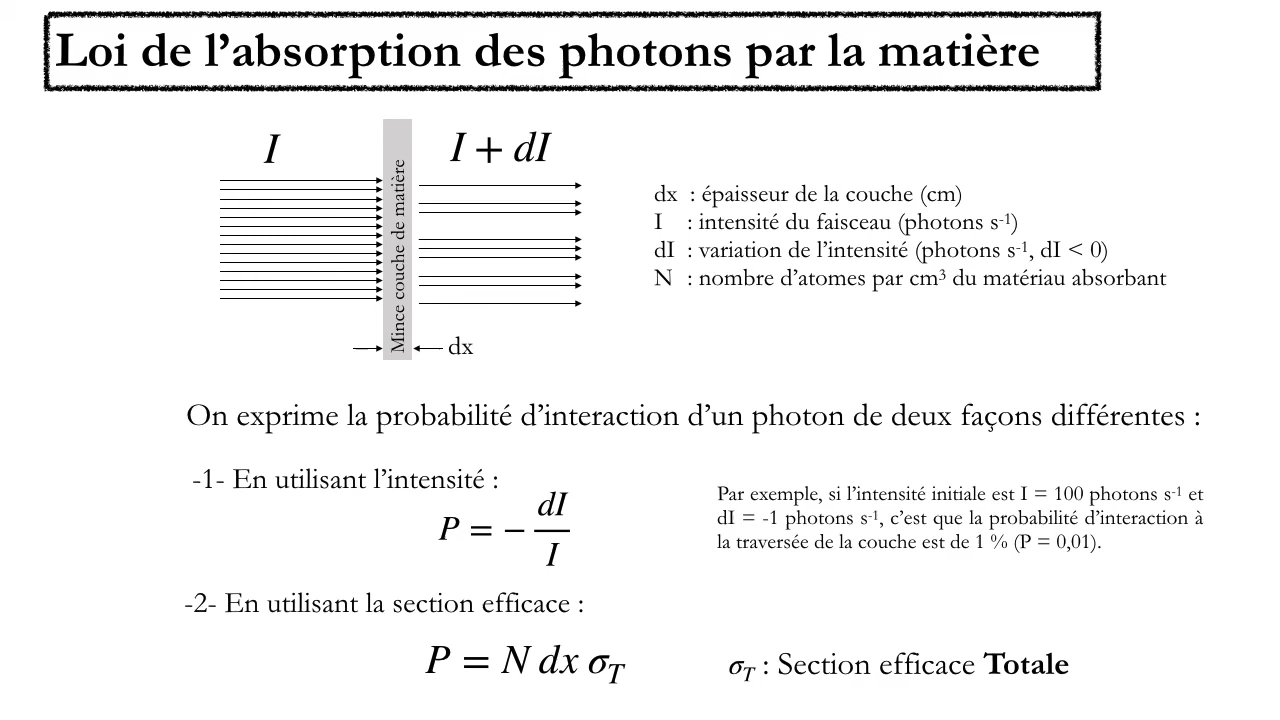 Loi de l’absorption des photons par la matière
I
I + dI
Mince couche de matière
dx
dx : épaisseur de la couche (cm)
I : intensité du faisceau (photons s⁻¹)
dI : variation de l’intensité (photons s⁻¹, dI < 0)
N : nombre d’atomes par cm³ du matériau absorbant
On exprime la probabilité d’interaction d’un photon de deux façons différentes :
-1- En utilisant l’intensité :
P = − dI / I
Par exemple, si l’intensité initiale est I = 100 photons s⁻¹ et
dI = -1 photons s⁻¹, c’est que la probabilité d’interaction à
la traversée de la couche est de 1 % (P = 0,01).
-2- En utilisant la section efficace :
P = N dx σ_T
σ_T : Section efficace Totale